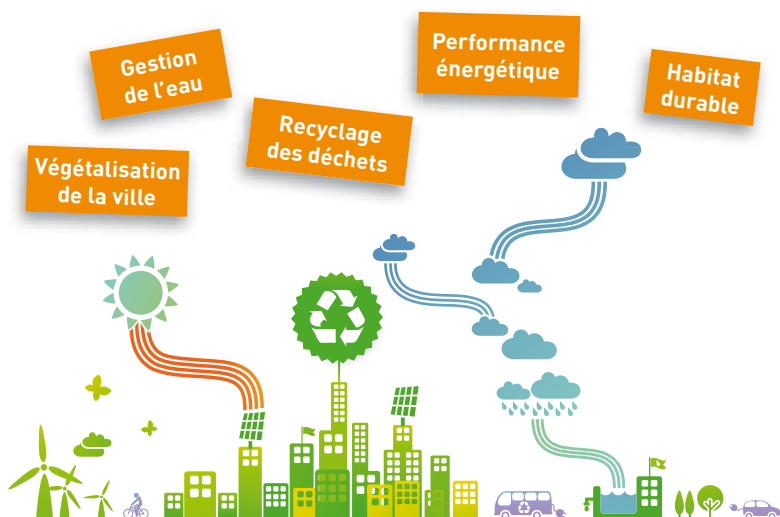 Gestion
de l'eau
Performance
énergétique
Habitat
durable
Recyclage
des déchets
Végétalisation
de la ville